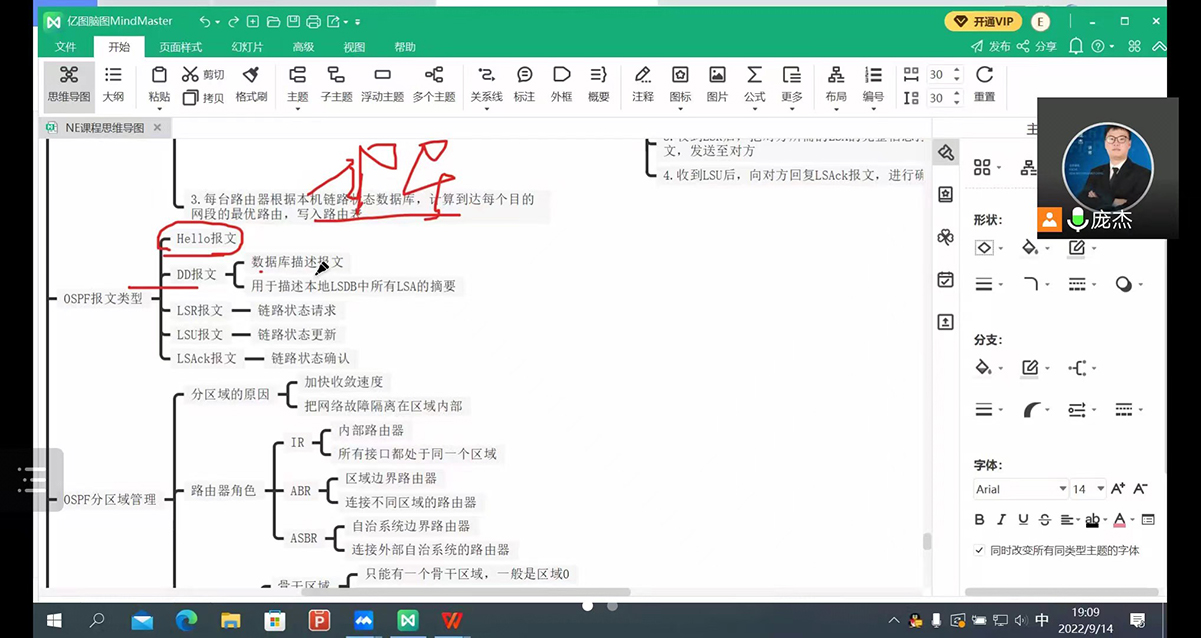 亿图脑图MindMaster
开通VIP
E
文件
开始
页面样式
幻灯片
高级
视图
帮助
发布
分享
思维导图
大纲
粘贴
剪切
拷贝
格式刷
主题
子主题
浮动主题
多个主题
关系线
标注
外框
概要
注释
图标
图片
公式
更多
布局
编号
30
30
重置
NE课程思维导图
文，发送至对方
4.收到LSU后，向对方回复LSAck报文，进行确
3.每台路由器根据本机链路状态数据库，计算到达每个目的
网段的最优路由，写入路由表
OSPF报文类型
Hello报文
DD报文
数据库描述报文
用于描述本地LSDB中所有LSA的摘要
LSR报文
链路状态请求
LSU报文
链路状态更新
LSAck报文
链路状态确认
OSPF分区域管理
分区域的原因
加快收敛速度
把网络故障隔离在区域内部
路由器角色
IR
内部路由器
所有接口都处于同一个区域
ABR
区域边界路由器
连接不同区域的路由器
ASBR
自治系统边界路由器
连接外部自治系统的路由器
骨干区域
只能有一个骨干区域，一般是区域0
主
庞杰
形状：
分支：
字体：
Arial
14
A+
A-
B
I
U
S
ab
A
同时改变所有同类型主题的字体
中
19:09
2022/9/14